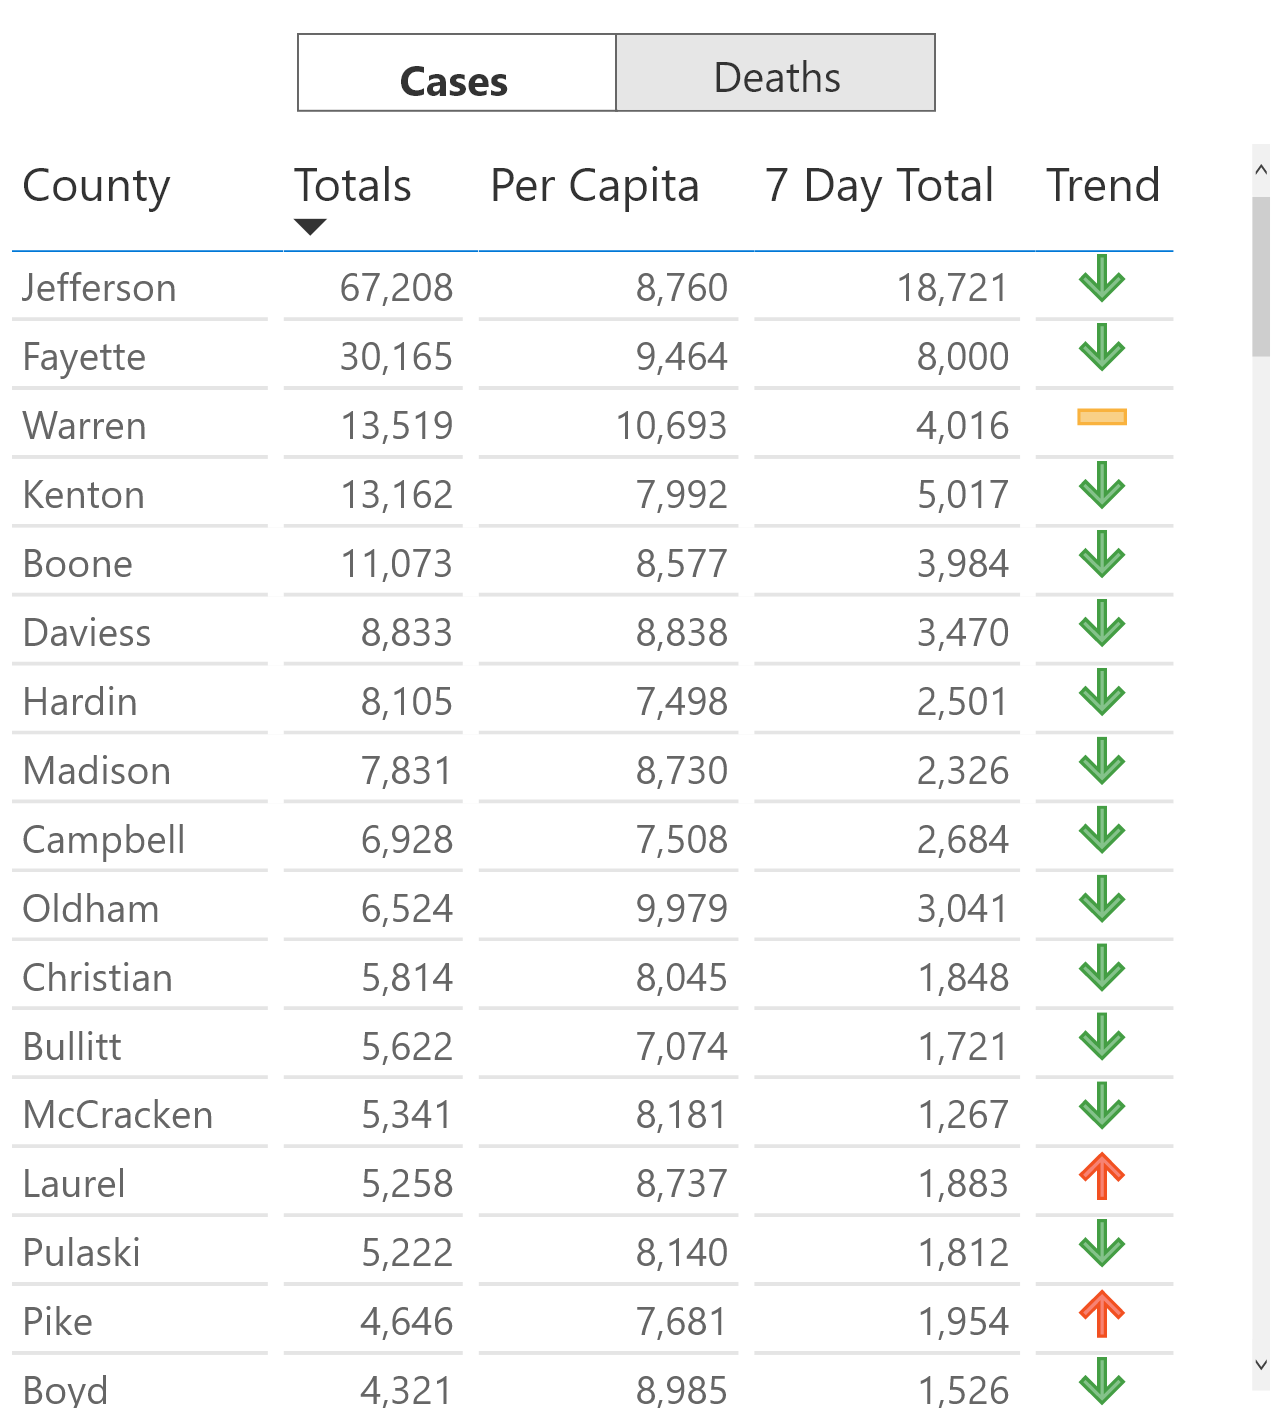 Cases Deaths
County Totals Per Capita 7 Day Total Trend
Jefferson 67,208 8,760 18,721
Fayette 30,165 9,464 8,000
Warren 13,519 10,693 4,016
Kenton 13,162 7,992 5,017
Boone 11,073 8,577 3,984
Daviess 8,833 8,838 3,470
Hardin 8,105 7,498 2,501
Madison 7,831 8,730 2,326
Campbell 6,928 7,508 2,684
Oldham 6,524 9,979 3,041
Christian 5,814 8,045 1,848
Bullitt 5,622 7,074 1,721
McCracken 5,341 8,181 1,267
Laurel 5,258 8,737 1,883
Pulaski 5,222 8,140 1,812
Pike 4,646 7,681 1,954
Boyd 4,321 8,985 1,526